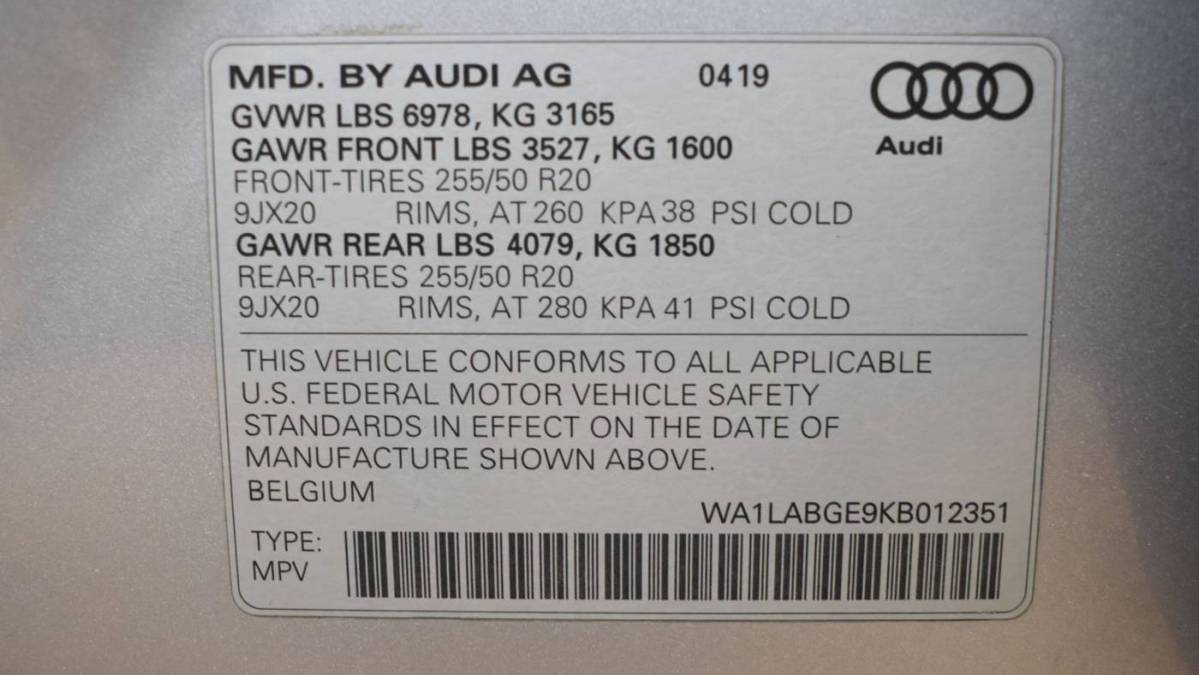 MFD. BY AUDI AG 0419
GVWR LBS 6978, KG 3165
GAWR FRONT LBS 3527, KG 1600
Audi
FRONT-TIRES 255/50 R20
9JX20 RIMS, AT 260 KPA 38 PSI COLD
GAWR REAR LBS 4079, KG 1850
REAR-TIRES 255/50 R20
9JX20 RIMS, AT 280 KPA 41 PSI COLD
THIS VEHICLE CONFORMS TO ALL APPLICABLE
U.S. FEDERAL MOTOR VEHICLE SAFETY
STANDARDS IN EFFECT ON THE DATE OF
MANUFACTURE SHOWN ABOVE.
BELGIUM
WA1LABGE9KB012351
TYPE:
MPV